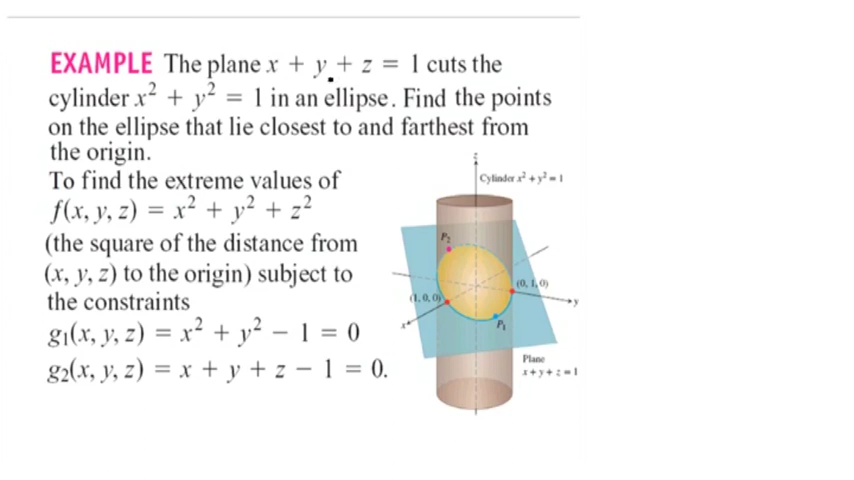 EXAMPLE The plane x + y + z = 1 cuts the
cylinder x² + y² = 1 in an ellipse. Find the points
on the ellipse that lie closest to and farthest from
the origin.
To find the extreme values of
f(x, y, z) = x² + y² + z²
(the square of the distance from
(x, y, z) to the origin) subject to
the constraints
g₁(x, y, z) = x² + y² − 1 = 0
g₂(x, y, z) = x + y + z − 1 = 0.
z
Cylinder x² + y² = 1
P₂
(0, 1, 0)
(1, 0, 0)
y
x
P₁
Plane
x + y + z = 1